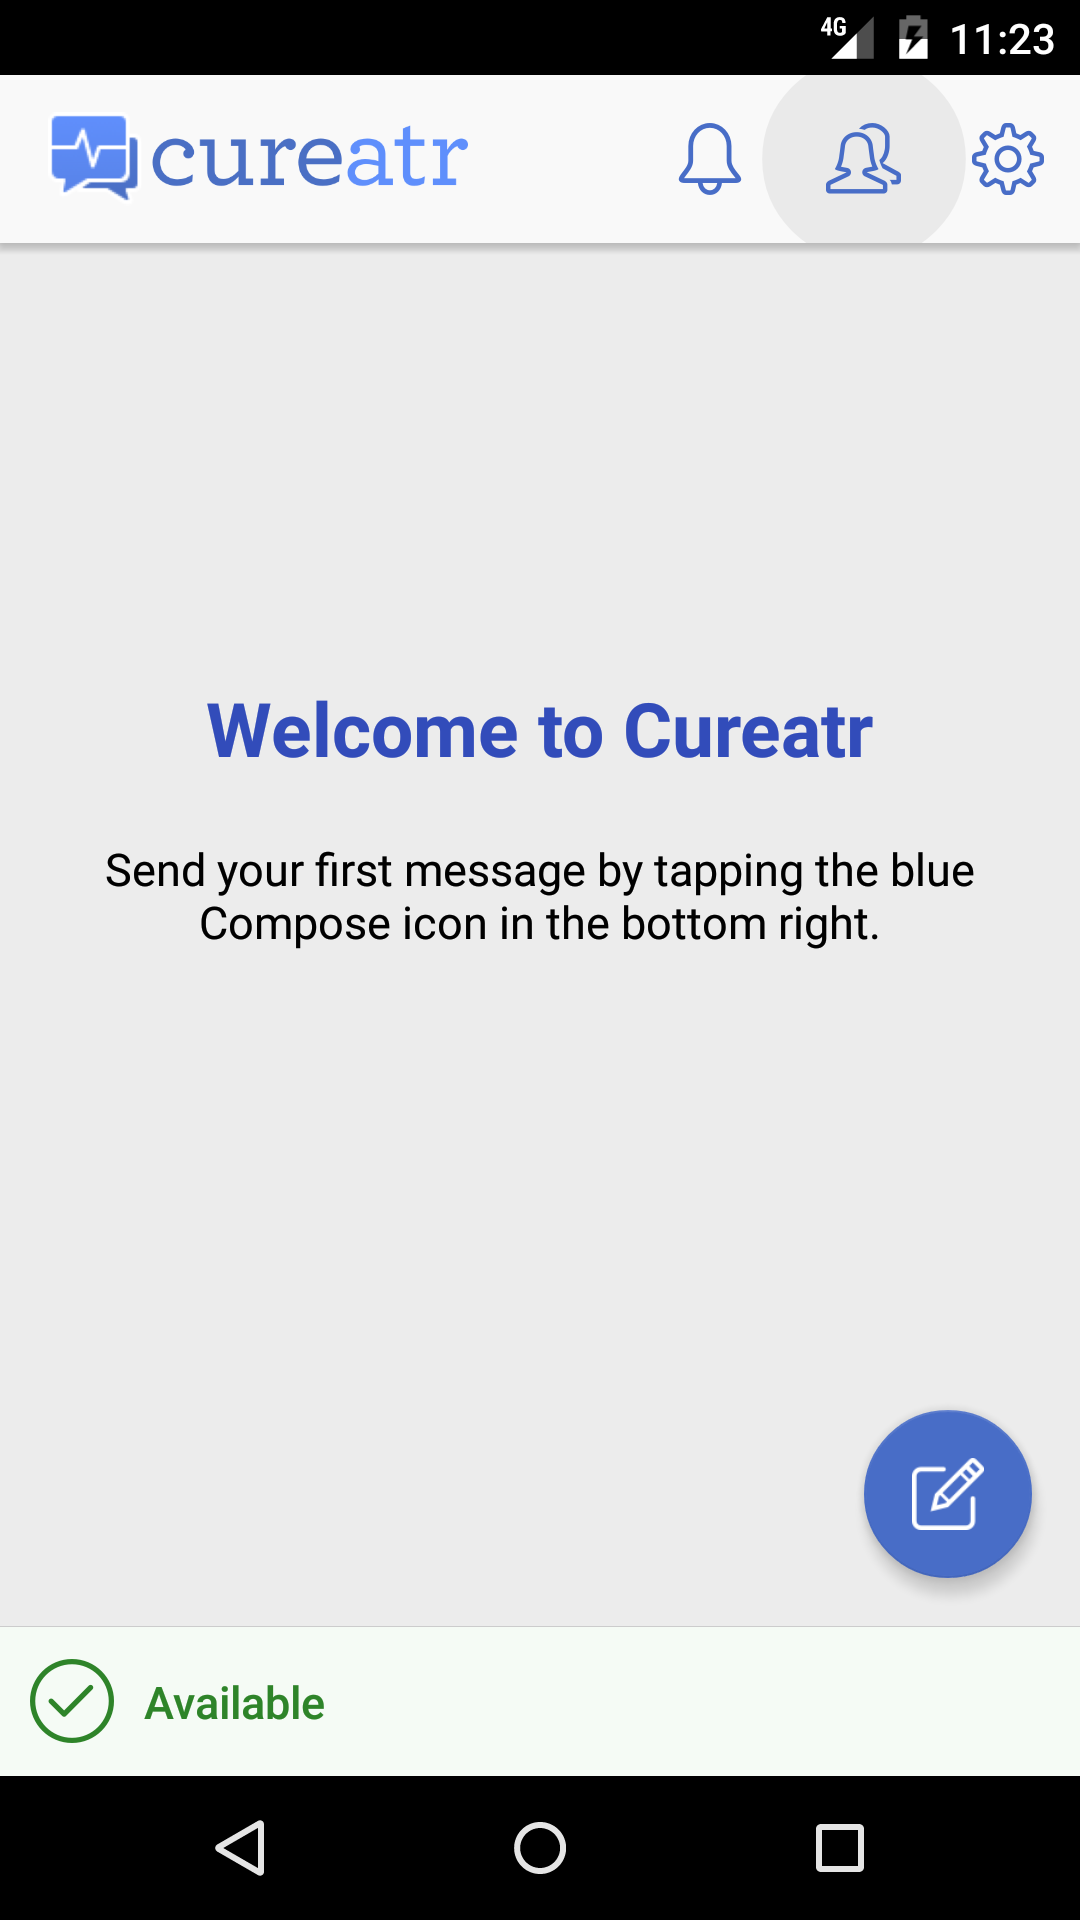 4G 11:23
cureatr
Welcome to Cureatr
Send your first message by tapping the blue
Compose icon in the bottom right.
Available